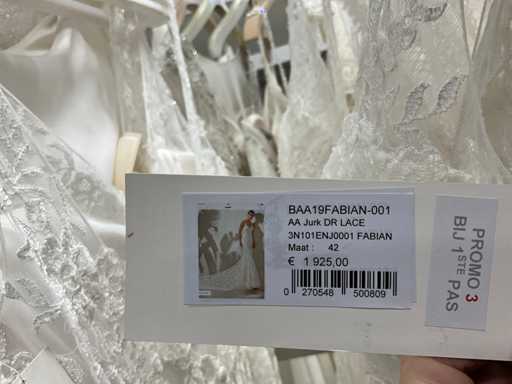 BAA19FABIAN-001
AA Jurk DR LACE
3N101ENJ0001 FABIAN
Maat : 42
€ 1 925,00
0 270548 500809
PROMO 3
BIJ 1STE PAS